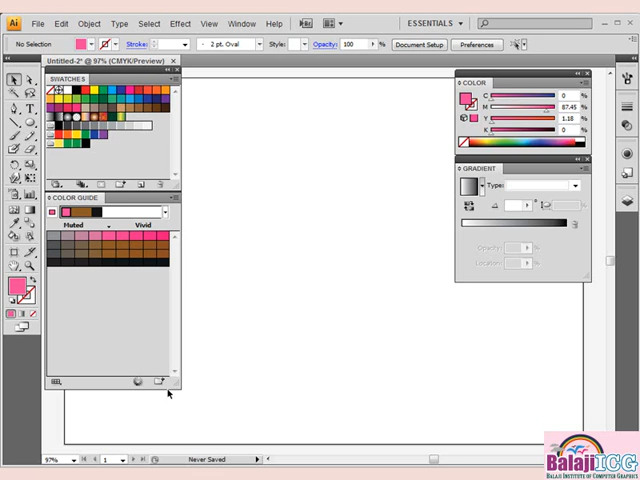 Ai File Edit Object Type Select Effect View Window Help Br ESSENTIALS
No Selection Stroke: 2 pt. Oval Style: Opacity: 100 % Document Setup Preferences
Untitled-2* @ 97% (CMYK/Preview)
SWATCHES
COLOR
C 0 %
M 67.45 %
Y 1.18 %
K 0 %
GRADIENT
Type:
° %
Opacity: %
Location: %
COLOR GUIDE
Muted Vivid
97% 1 Never Saved
BalajiICG
BALAJI INSTITUTE OF COMPUTER GRAPHICS